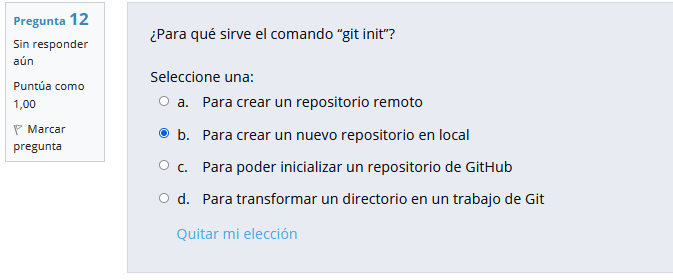 Pregunta 12
Sin responder
aún
Puntúa como
1,00
Marcar
pregunta
¿Para qué sirve el comando “git init”?
Seleccione una:
a. Para crear un repositorio remoto
b. Para crear un nuevo repositorio en local
c. Para poder inicializar un repositorio de GitHub
d. Para transformar un directorio en un trabajo de Git
Quitar mi elección